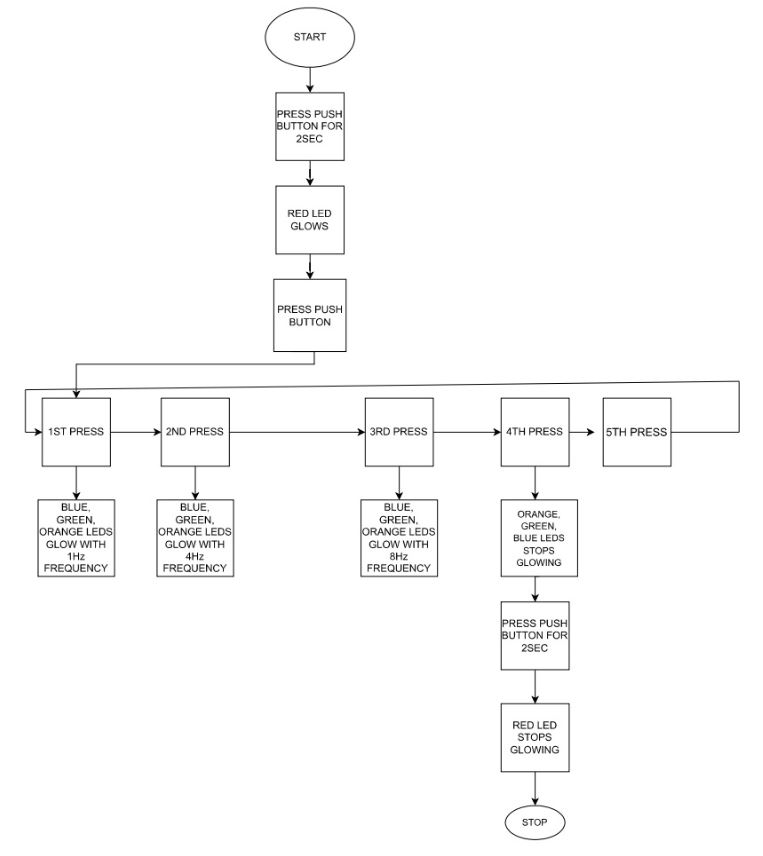 START
PRESS PUSH
BUTTON FOR
2SEC
RED LED
GLOWS
PRESS PUSH
BUTTON
1ST PRESS
2ND PRESS
3RD PRESS
4TH PRESS
5TH PRESS
BLUE,
GREEN,
ORANGE LEDS
GLOW WITH
1Hz
FREQUENCY
BLUE,
GREEN,
ORANGE LEDS
GLOW WITH
4Hz
FREQUENCY
BLUE,
GREEN,
ORANGE LEDS
GLOW WITH
8Hz
FREQUENCY
ORANGE,
GREEN,
BLUE LEDS
STOPS
GLOWING
PRESS PUSH
BUTTON FOR
2SEC
RED LED
STOPS
GLOWING
STOP